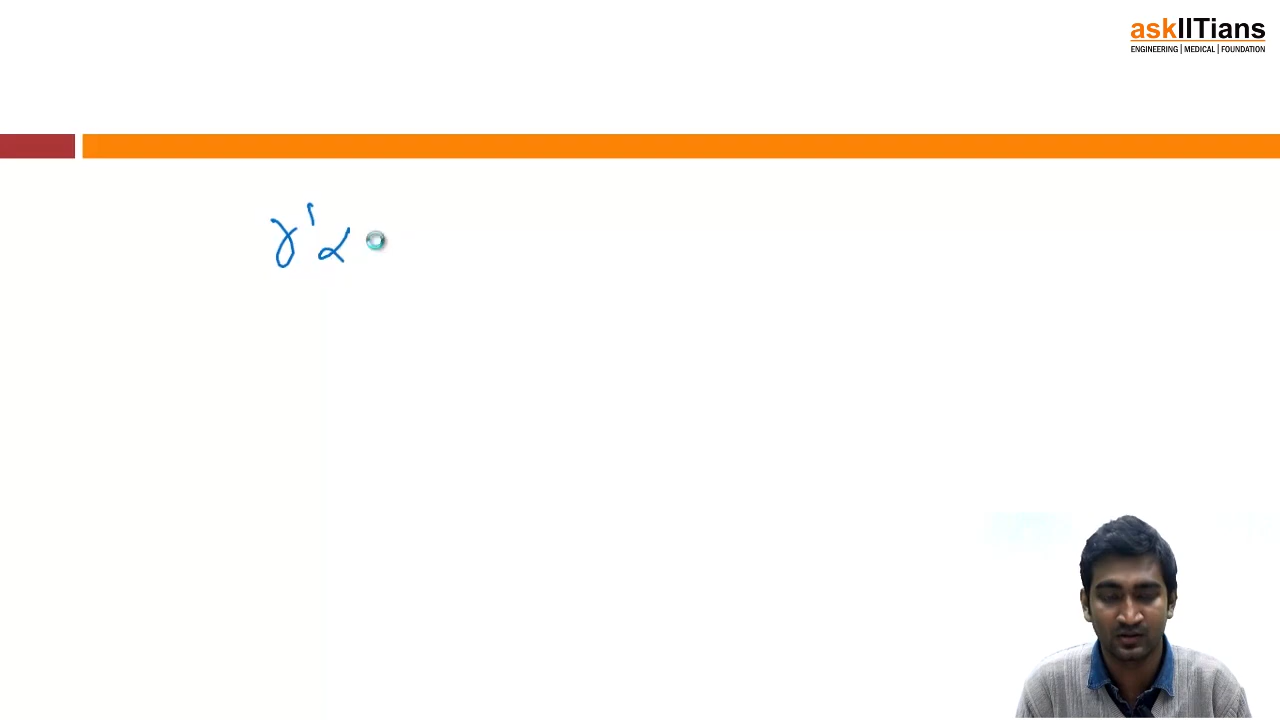 askIITians
ENGINEERING | MEDICAL | FOUNDATION
γ' α